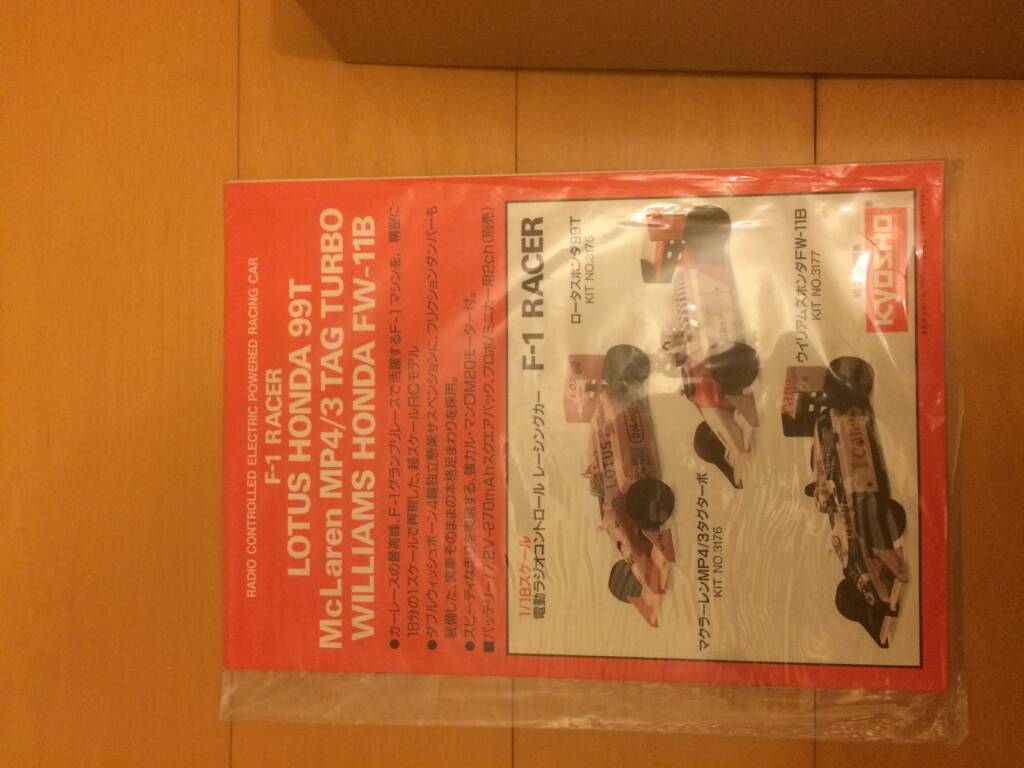 RADIO CONTROLLED ELECTRIC POWERED RACING CAR
F-1 RACER
LOTUS HONDA 99T
McLaren MP4/3 TAG TURBO
WILLIAMS HONDA FW-11B
●カーレースの最高峰、F-1グランプリレースで活躍するF-1マシンを、精密に
18分の1スケールで再現した、超スケールRCモデル
●ダブルウィッシュボーン4輪独立懸架サスペンションに、フリクションダンパーも
装備した、実車そのままの本格足まわりを採用。
●スピーディな走りを実現する、強力ル・マンDM20モーター付。
■バッテリー/7.2V-270mAhスクエアパック、プロポ/ミニカー用2ch(別売)
1/18スケール
電動ラジオコントロール レーシングカー F-1 RACER
ロータスホンダ99T
KIT NO.3175
マクラーレンMP4/3タグターボ
KIT NO.3176
ウイリアムズホンダFW-11B
KIT NO.3177
LOTUS
Canon
KYOSHO